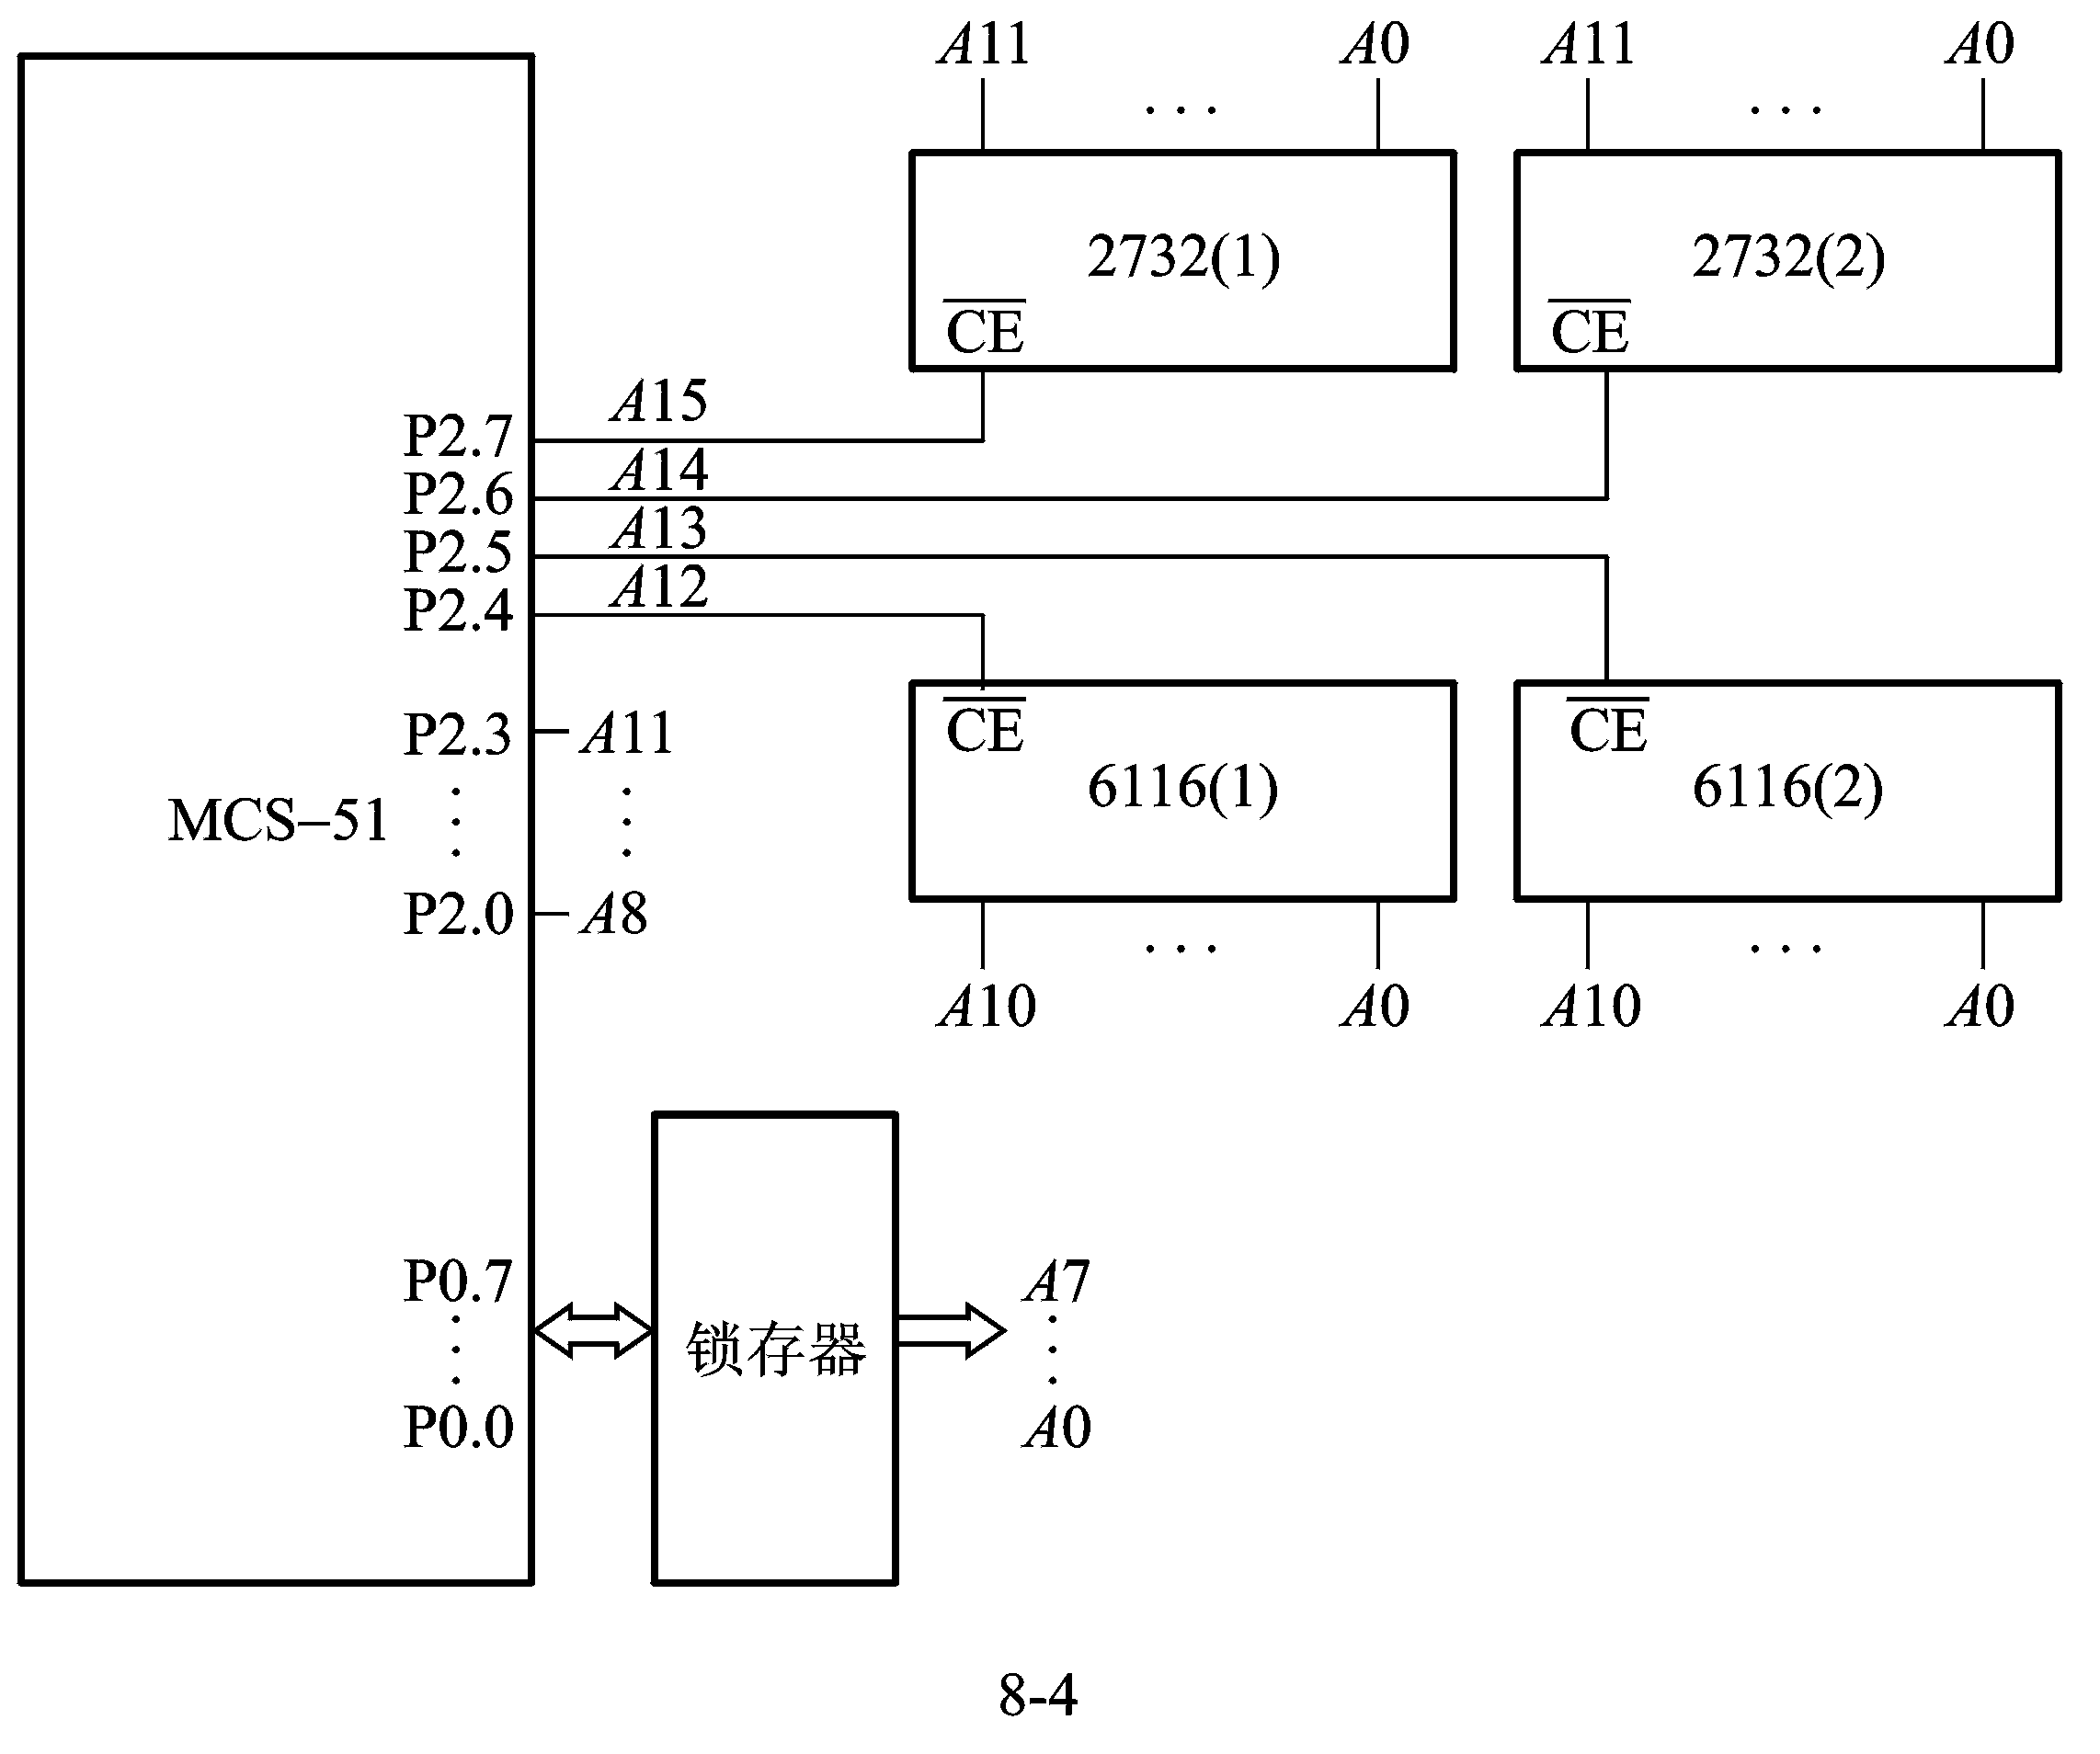 A11 ... A0 A11 ... A0
2732(1) 2732(2)
CE CE
P2.7 A15
P2.6 A14
P2.5 A13
P2.4 A12
CE CE
P2.3 A11
6116(1) 6116(2)
MCS–51
P2.0 A8
A10 ... A0 A10 ... A0
P0.7 A7
锁存器
P0.0 A0
8-4